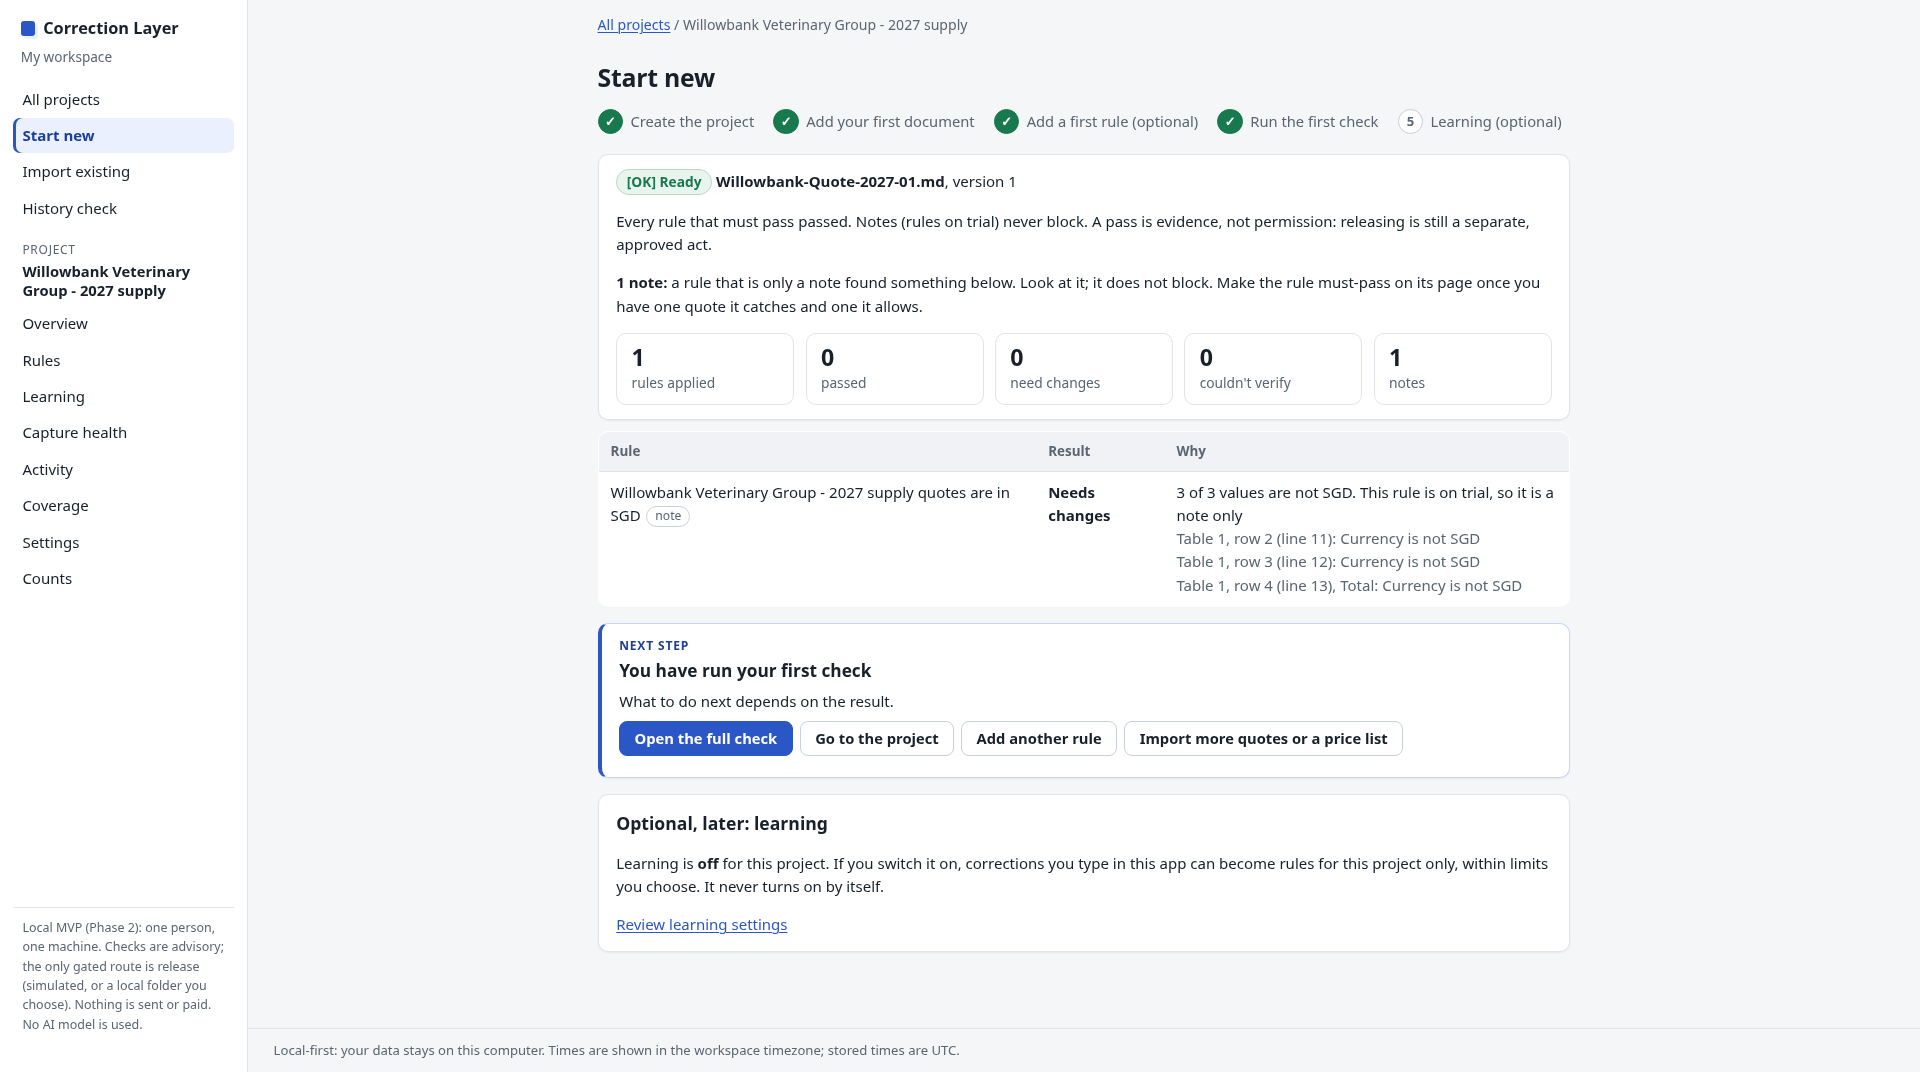 Correction Layer
My workspace
All projects
Start new
Import existing
History check
PROJECT
Willowbank Veterinary
Group - 2027 supply
Overview
Rules
Learning
Capture health
Activity
Coverage
Settings
Counts
Local MVP (Phase 2): one person,
one machine. Checks are advisory;
the only gated route is release
(simulated, or a local folder you
choose). Nothing is sent or paid.
No AI model is used.
All projects / Willowbank Veterinary Group - 2027 supply
Start new
✓ Create the project ✓ Add your first document ✓ Add a first rule (optional) ✓ Run the first check 5 Learning (optional)
[OK] Ready Willowbank-Quote-2027-01.md, version 1
Every rule that must pass passed. Notes (rules on trial) never block. A pass is evidence, not permission: releasing is still a separate,
approved act.
1 note: a rule that is only a note found something below. Look at it; it does not block. Make the rule must-pass on its page once you
have one quote it catches and one it allows.
1 0 0 0 1
rules applied passed need changes couldn't verify notes
Rule Result Why
Willowbank Veterinary Group - 2027 supply quotes are in Needs 3 of 3 values are not SGD. This rule is on trial, so it is a
SGD note changes note only
Table 1, row 2 (line 11): Currency is not SGD
Table 1, row 3 (line 12): Currency is not SGD
Table 1, row 4 (line 13), Total: Currency is not SGD
NEXT STEP
You have run your first check
What to do next depends on the result.
Open the full check Go to the project Add another rule Import more quotes or a price list
Optional, later: learning
Learning is off for this project. If you switch it on, corrections you type in this app can become rules for this project only, within limits
you choose. It never turns on by itself.
Review learning settings
Local-first: your data stays on this computer. Times are shown in the workspace timezone; stored times are UTC.